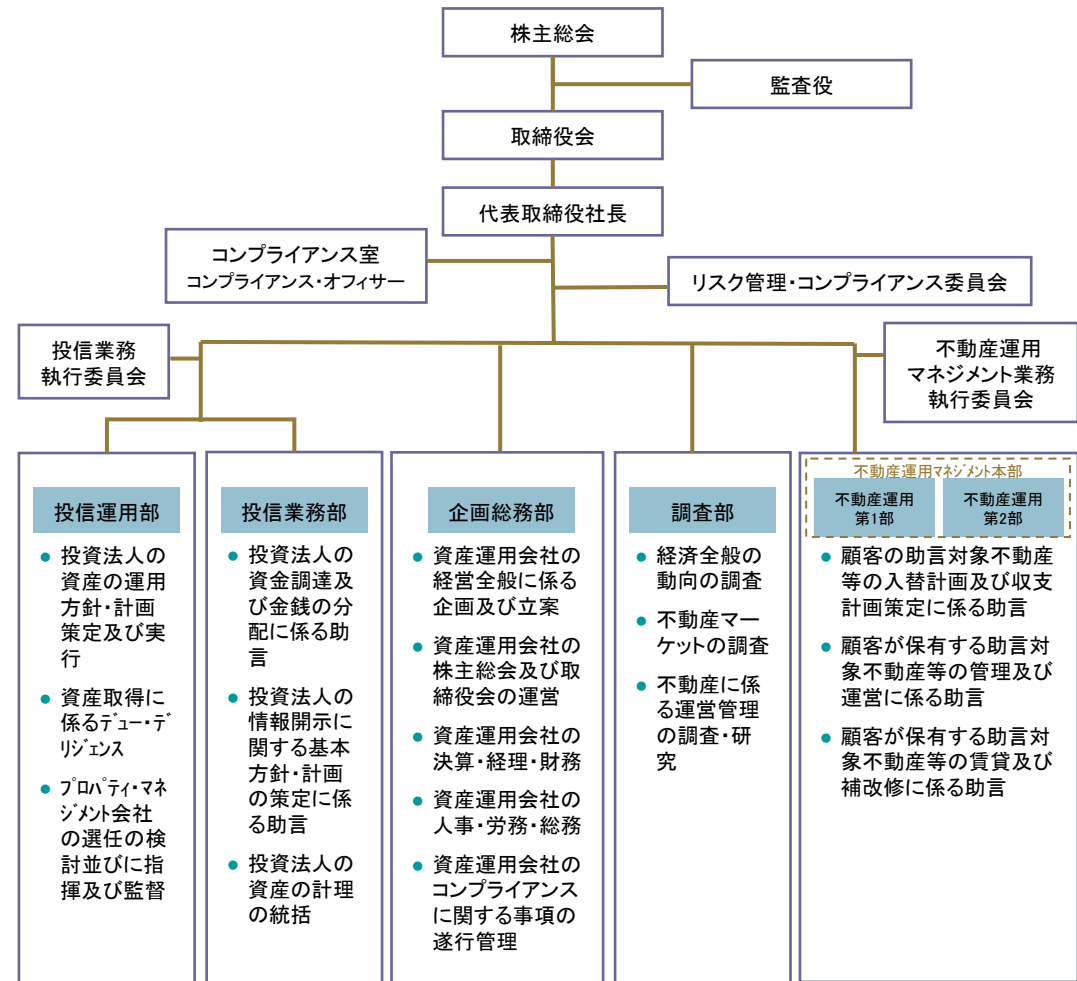 株主総会
監査役
取締役会
代表取締役社長
コンプライアンス室
コンプライアンス・オフィサー
リスク管理・コンプライアンス委員会
投信業務
執行委員会
不動産運用
マネジメント業務
執行委員会
投信運用部
● 投資法人の
資産の運用
方針・計画
策定及び実
行
● 資産取得に
係るデュー・デ
リジェンス
● プロパティ・マネ
ジメント会社
の選任の検
討並びに指
揮及び監督
投信業務部
● 投資法人の
資金調達及
び金銭の分
配に係る助
言
● 投資法人の
情報開示に
関する基本
方針・計画
の策定に係
る助言
● 投資法人の
資産の計理
の統括
企画総務部
● 資産運用会社の
経営全般に係る
企画及び立案
● 資産運用会社の
株主総会及び取
締役会の運営
● 資産運用会社の
決算・経理・財務
● 資産運用会社の
人事・労務・総務
● 資産運用会社の
コンプライアンス
に関する事項の
遂行管理
調査部
● 経済全般の
動向の調査
● 不動産マー
ケットの調査
● 不動産に係
る運営管理
の調査・研
究
不動産運用マネジメント本部
不動産運用
第1部
不動産運用
第2部
● 顧客の助言対象不動産
等の入替計画及び収支
計画策定に係る助言
● 顧客が保有する助言対
象不動産等の管理及び
運営に係る助言
● 顧客が保有する助言対
象不動産等の賃貸及び
補改修に係る助言